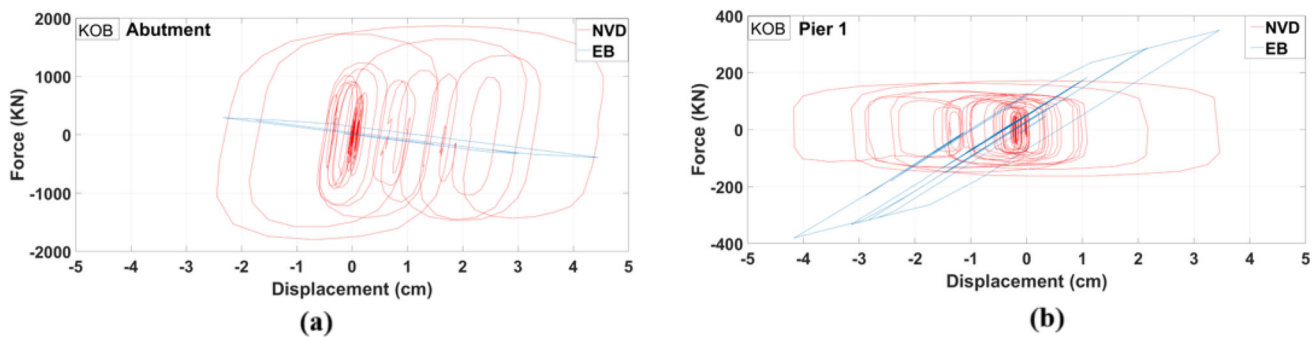 KOB Abutment
NVD
EB
2000
1000
0
-1000
-2000
Force (KN)
-5 -4 -3 -2 -1 0 1 2 3 4 5
Displacement (cm)
(a)
KOB Pier 1
NVD
EB
400
200
0
-200
-400
Force (KN)
-5 -4 -3 -2 -1 0 1 2 3 4 5
Displacement (cm)
(b)